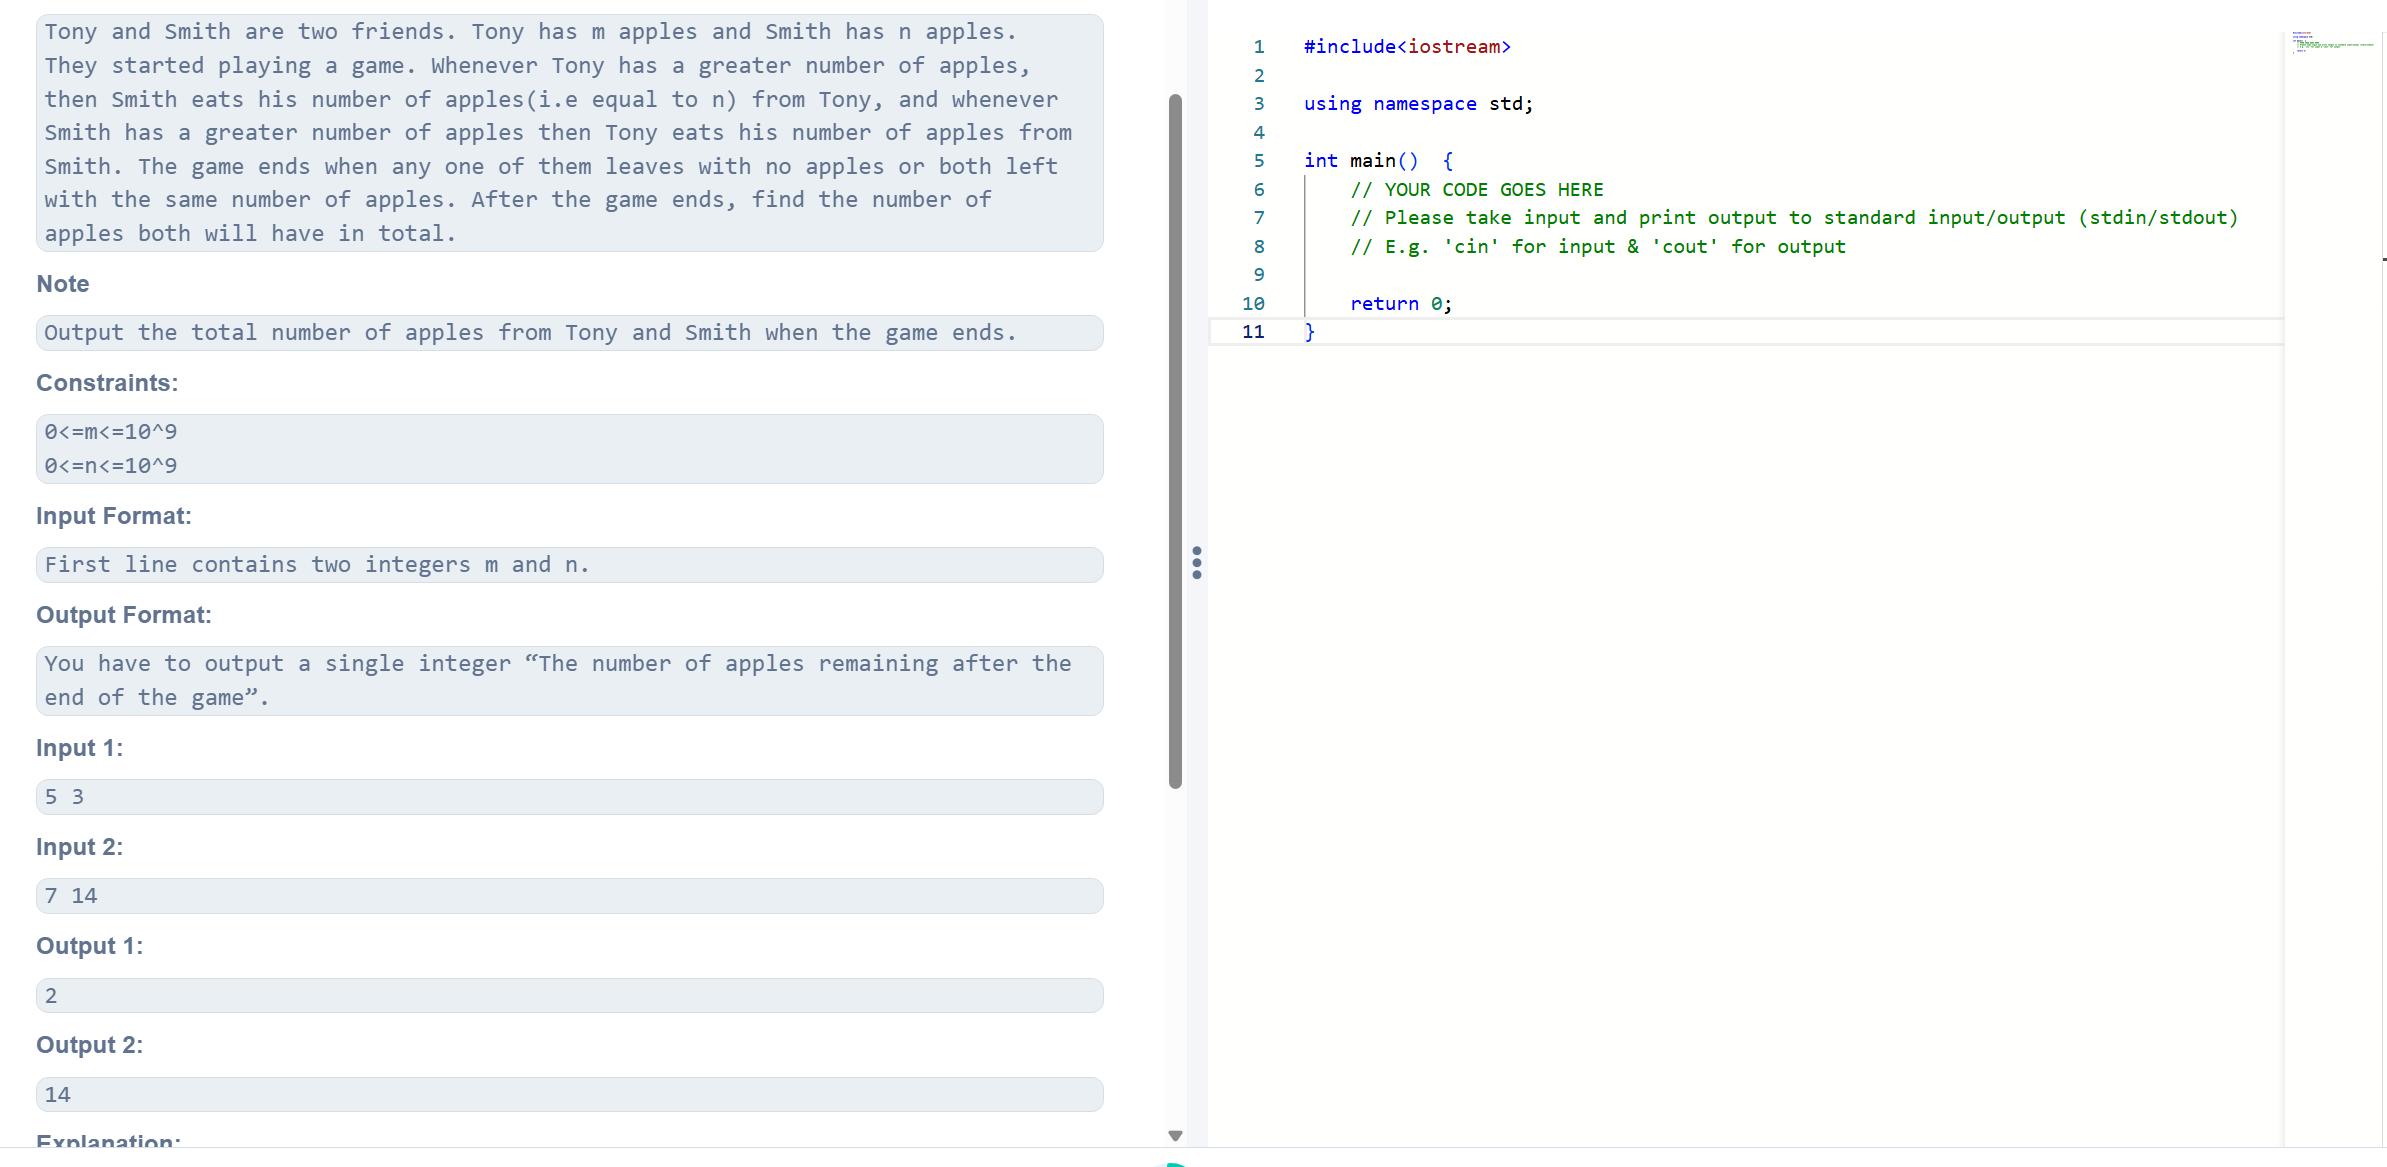 Tony and Smith are two friends. Tony has m apples and Smith has n apples.
They started playing a game. Whenever Tony has a greater number of apples,
then Smith eats his number of apples(i.e equal to n) from Tony, and whenever
Smith has a greater number of apples then Tony eats his number of apples from
Smith. The game ends when any one of them leaves with no apples or both left
with the same number of apples. After the game ends, find the number of
apples both will have in total.
Note
Output the total number of apples from Tony and Smith when the game ends.
Constraints:
0<=m<=10^9
0<=n<=10^9
Input Format:
First line contains two integers m and n.
Output Format:
You have to output a single integer “The number of apples remaining after the
end of the game”.
Input 1:
5 3
Input 2:
7 14
Output 1:
2
Output 2:
14
Explanation:
1 #include<iostream>
2
3 using namespace std;
4
5 int main()  {
6     // YOUR CODE GOES HERE
7     // Please take input and print output to standard input/output (stdin/stdout)
8     // E.g. 'cin' for input & 'cout' for output
9
10     return 0;
11 }